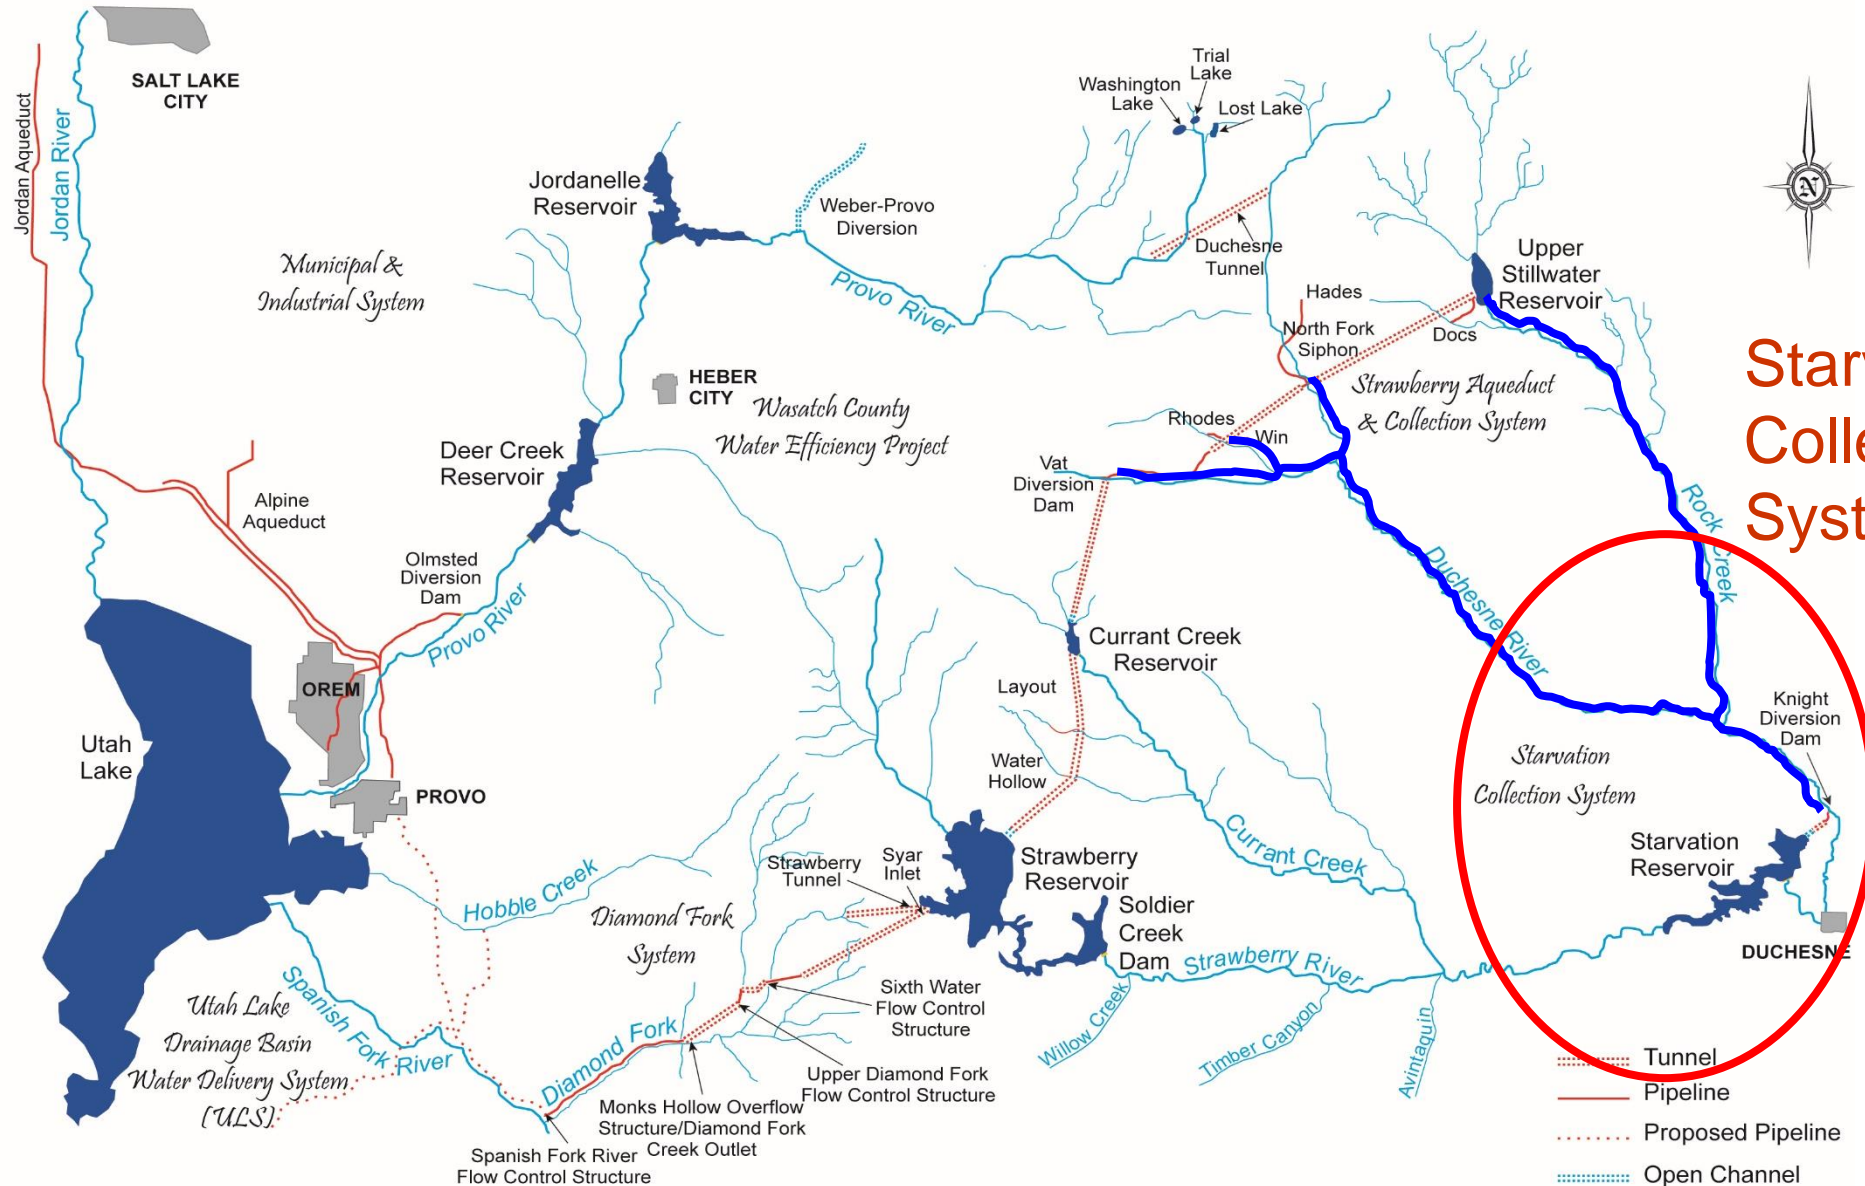 SALT LAKE
CITY
Jordan Aqueduct
Jordan River
Municipal &
Industrial System
Jordanelle
Reservoir
Weber-Provo
Diversion
Provo River
Washington
Lake
Trial
Lake
Lost Lake
Duchesne
Tunnel
N
Upper
Stillwater
Reservoir
Hades
North Fork
Siphon
Docs
Strawberry Aqueduct
& Collection System
Star
Colle
Syst
HEBER
CITY
Wasatch County
Water Efficiency Project
Deer Creek
Reservoir
Rhodes
Win
Vat
Diversion
Dam
Alpine
Aqueduct
Olmsted
Diversion
Dam
Provo River
Rock Creek
Duchesne River
Currant Creek
Reservoir
Layout
Water
Hollow
OREM
Utah
Lake
PROVO
Knight
Diversion
Dam
Starvation
Collection System
Starvation
Reservoir
DUCHESNE
Currant Creek
Strawberry
Reservoir
Strawberry
Tunnel
Syar
Inlet
Soldier
Creek
Dam
Strawberry River
Hobble Creek
Diamond Fork
System
Sixth Water
Flow Control
Structure
Willow Creek
Timber Canyon
Avintaquin
Spanish Fork River
Utah Lake
Drainage Basin
Water Delivery System
(ULS)
Diamond Fork
Upper Diamond Fork
Flow Control Structure
Monks Hollow Overflow
Structure/Diamond Fork
Creek Outlet
Spanish Fork River
Flow Control Structure
Tunnel
Pipeline
Proposed Pipeline
Open Channel